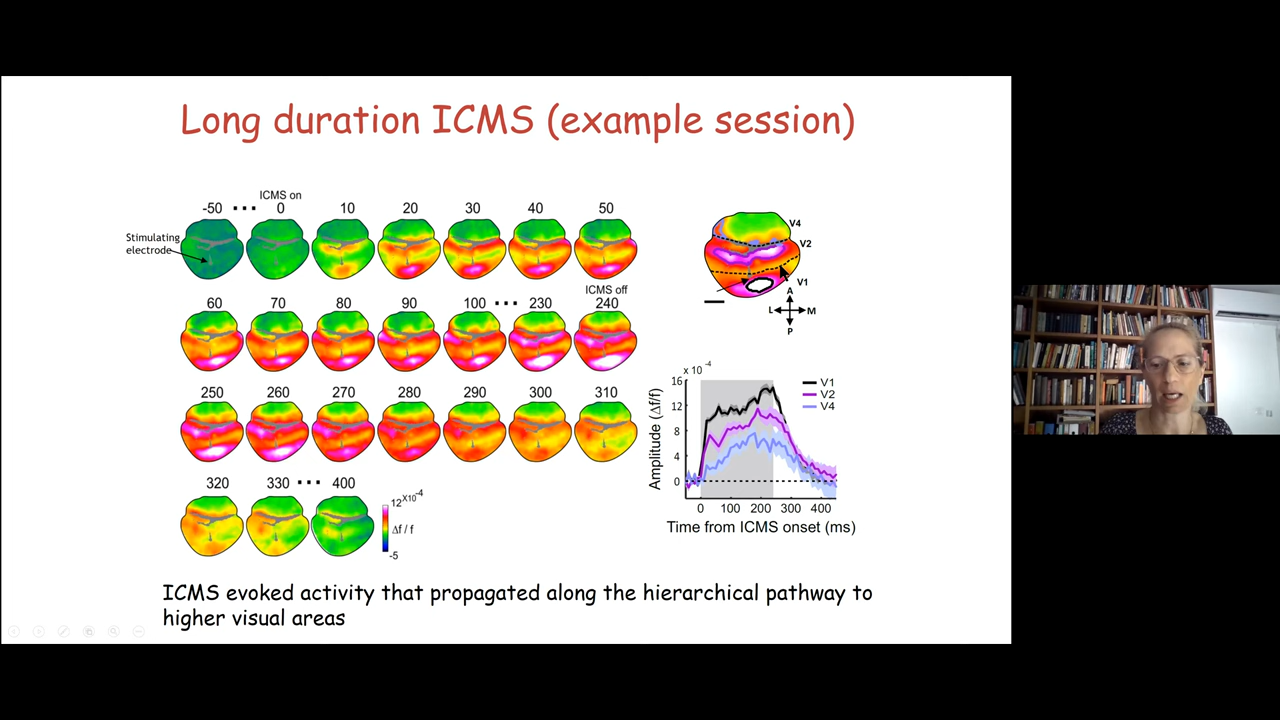 Long duration ICMS (example session)
ICMS on
-50 ••• 0 10 20 30 40 50
Stimulating
electrode
ICMS off
60 70 80 90 100 ••• 230 240
250 260 270 280 290 300 310
320 330 ••• 400
12 X10⁻⁴
Δf / f
-5
V4
V2
V1
A
L M
P
x 10⁻⁴
16
12
8
4
0
Amplitude (Δf/f)
V1
V2
V4
0 100 200 300 400
Time from ICMS onset (ms)
ICMS evoked activity that propagated along the hierarchical pathway to
higher visual areas